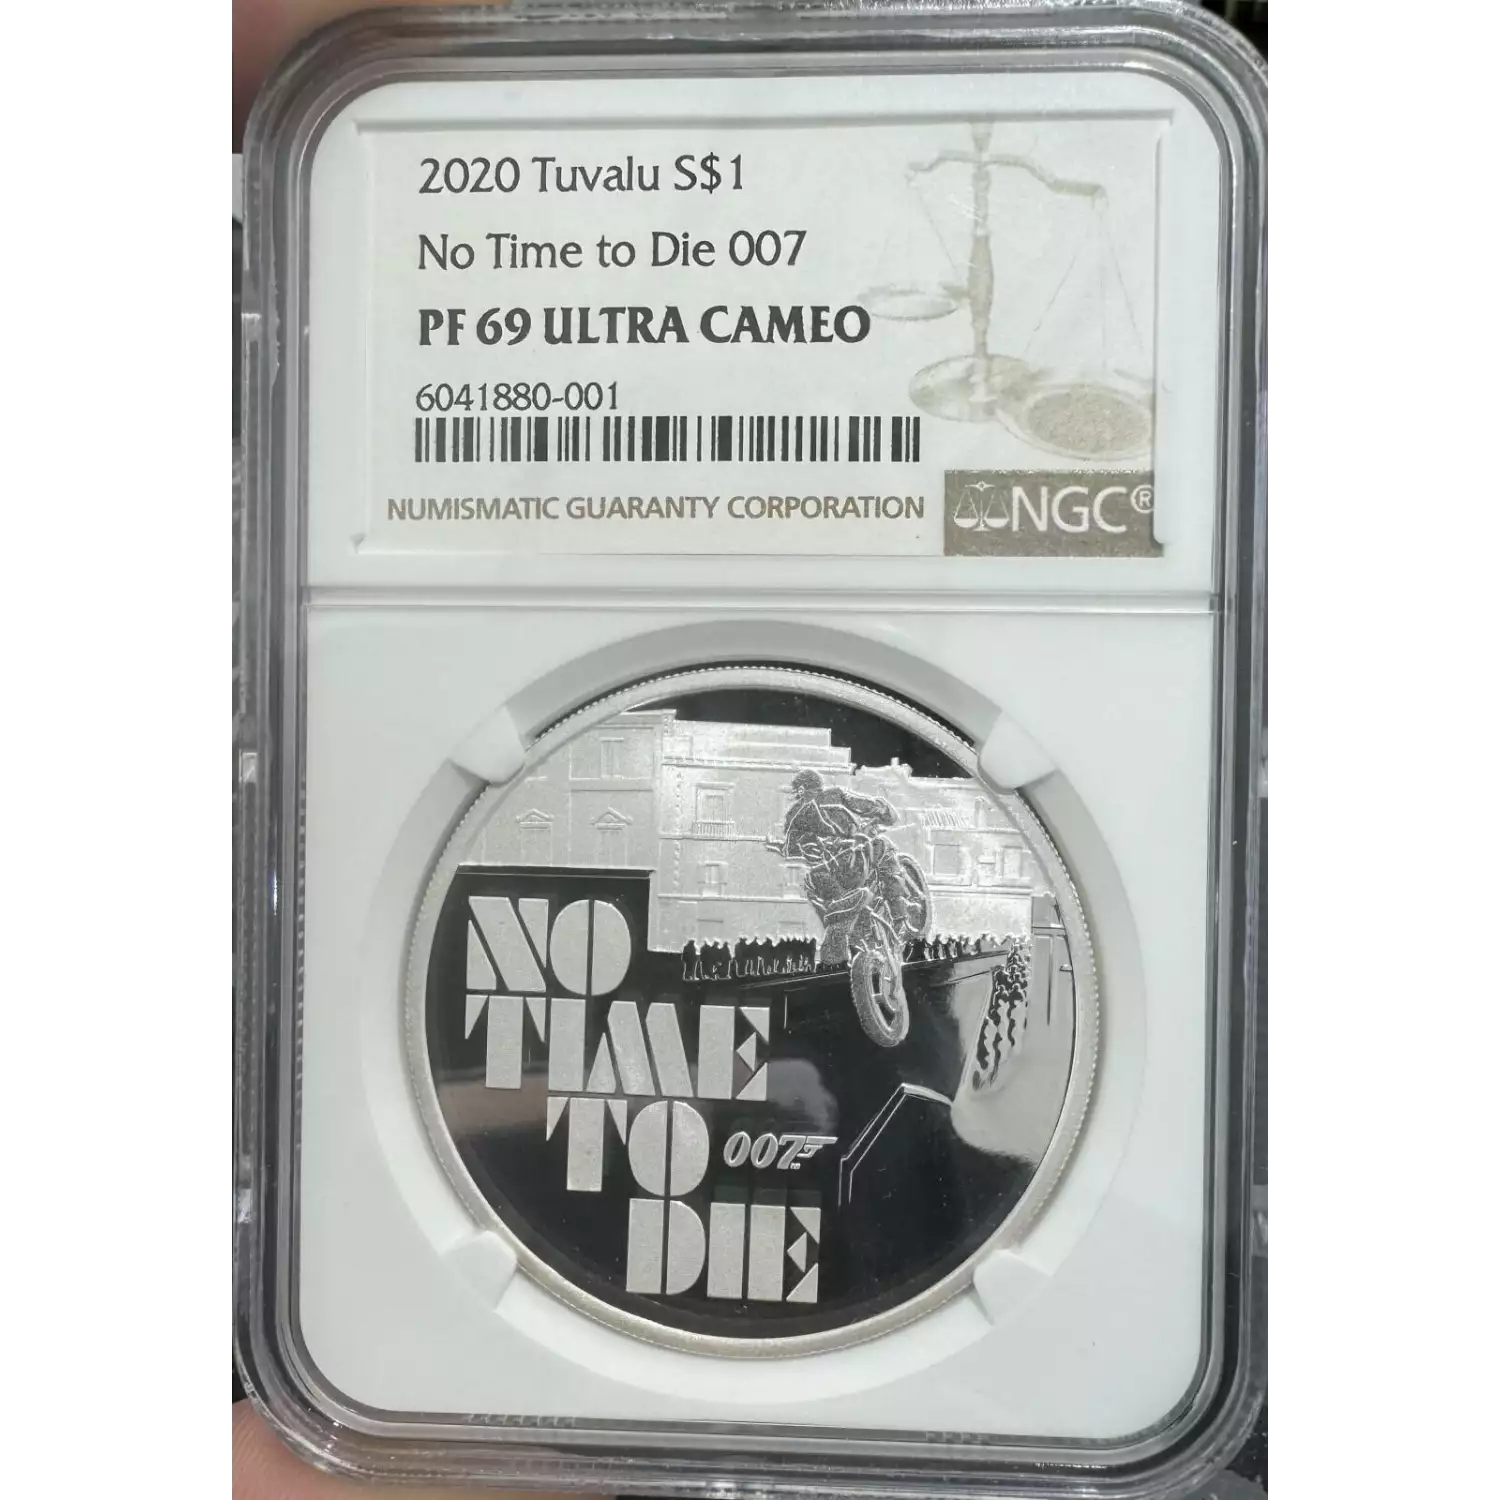 2020 Tuvalu S$1
No Time to Die 007
PF 69 ULTRA CAMEO
6041880-001
NUMISMATIC GUARANTY CORPORATION
NGC®
NO
TIME
TO
007
DIE